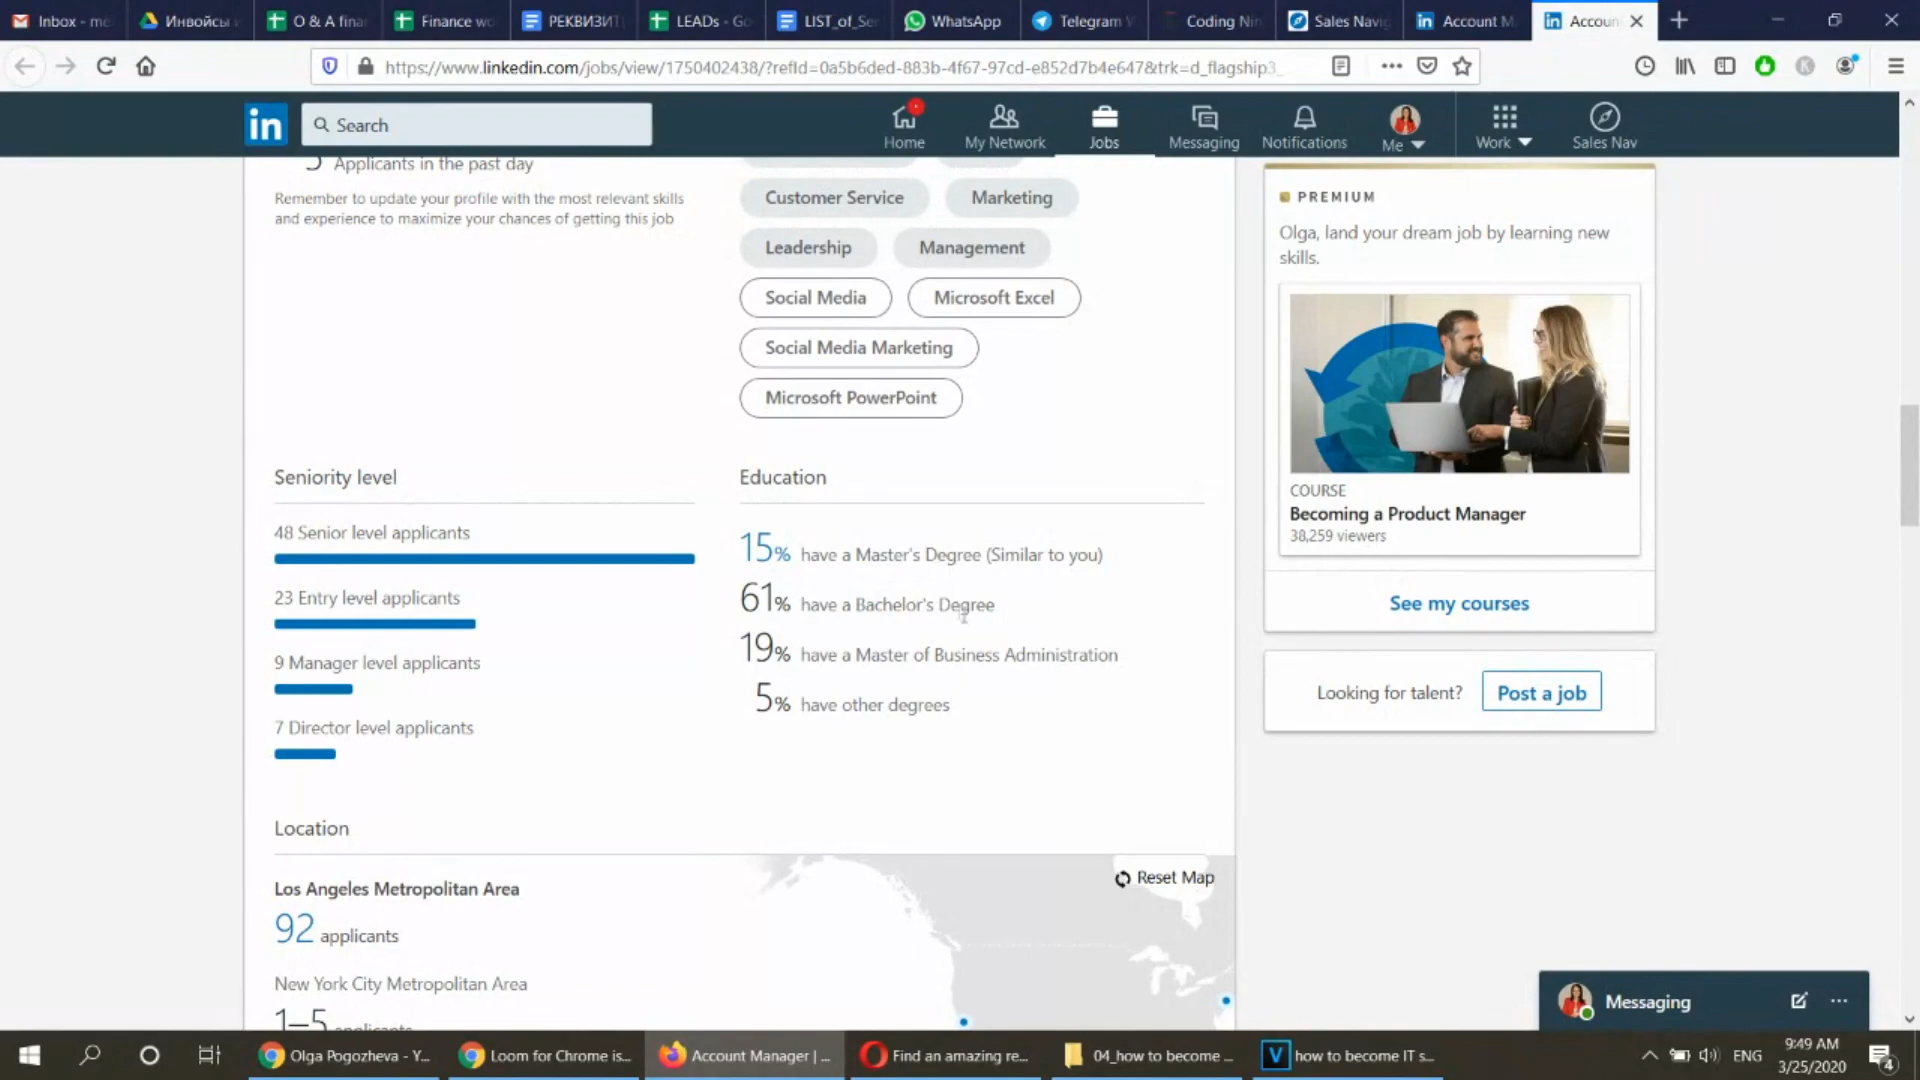 Inbox - me
Инвойсы и
O & A finar
Finance wo
РЕКВИЗИТ
LEADs - Go
LIST_of_Ser
WhatsApp
Telegram V
Coding Nin
Sales Navig
Account M
Accoun
https://www.linkedin.com/jobs/view/1750402438/?refId=0a5b6ded-883b-4f67-97cd-e852d7b4e647&trk=d_flagship3_
in
Search
Home
My Network
Jobs
Messaging
Notifications
Me
Work
Sales Nav
Applicants in the past day
Remember to update your profile with the most relevant skills
and experience to maximize your chances of getting this job
Customer Service
Marketing
Leadership
Management
Social Media
Microsoft Excel
Social Media Marketing
Microsoft PowerPoint
Seniority level
48 Senior level applicants
23 Entry level applicants
9 Manager level applicants
7 Director level applicants
Education
15% have a Master's Degree (Similar to you)
61% have a Bachelor's Degree
19% have a Master of Business Administration
5% have other degrees
Location
Los Angeles Metropolitan Area
92 applicants
New York City Metropolitan Area
1–5 applicants
Reset Map
PREMIUM
Olga, land your dream job by learning new
skills.
COURSE
Becoming a Product Manager
38,259 viewers
See my courses
Looking for talent?
Post a job
Messaging
Olga Pogozheva - Y...
Loom for Chrome is...
Account Manager | ...
Find an amazing re...
04_how to become ...
how to become IT s...
ENG
9:49 AM
3/25/2020
4